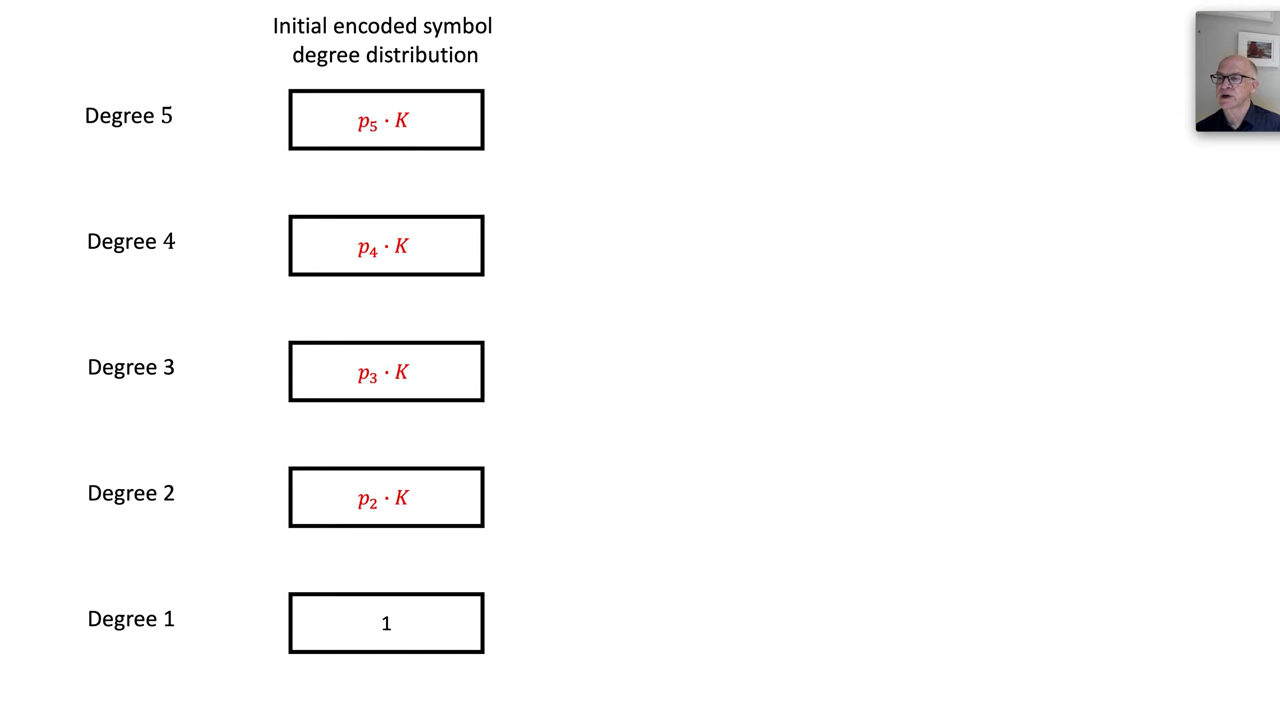 Initial encoded symbol
degree distribution
Degree 5
p₅ · K
Degree 4
p₄ · K
Degree 3
p₃ · K
Degree 2
p₂ · K
Degree 1
1